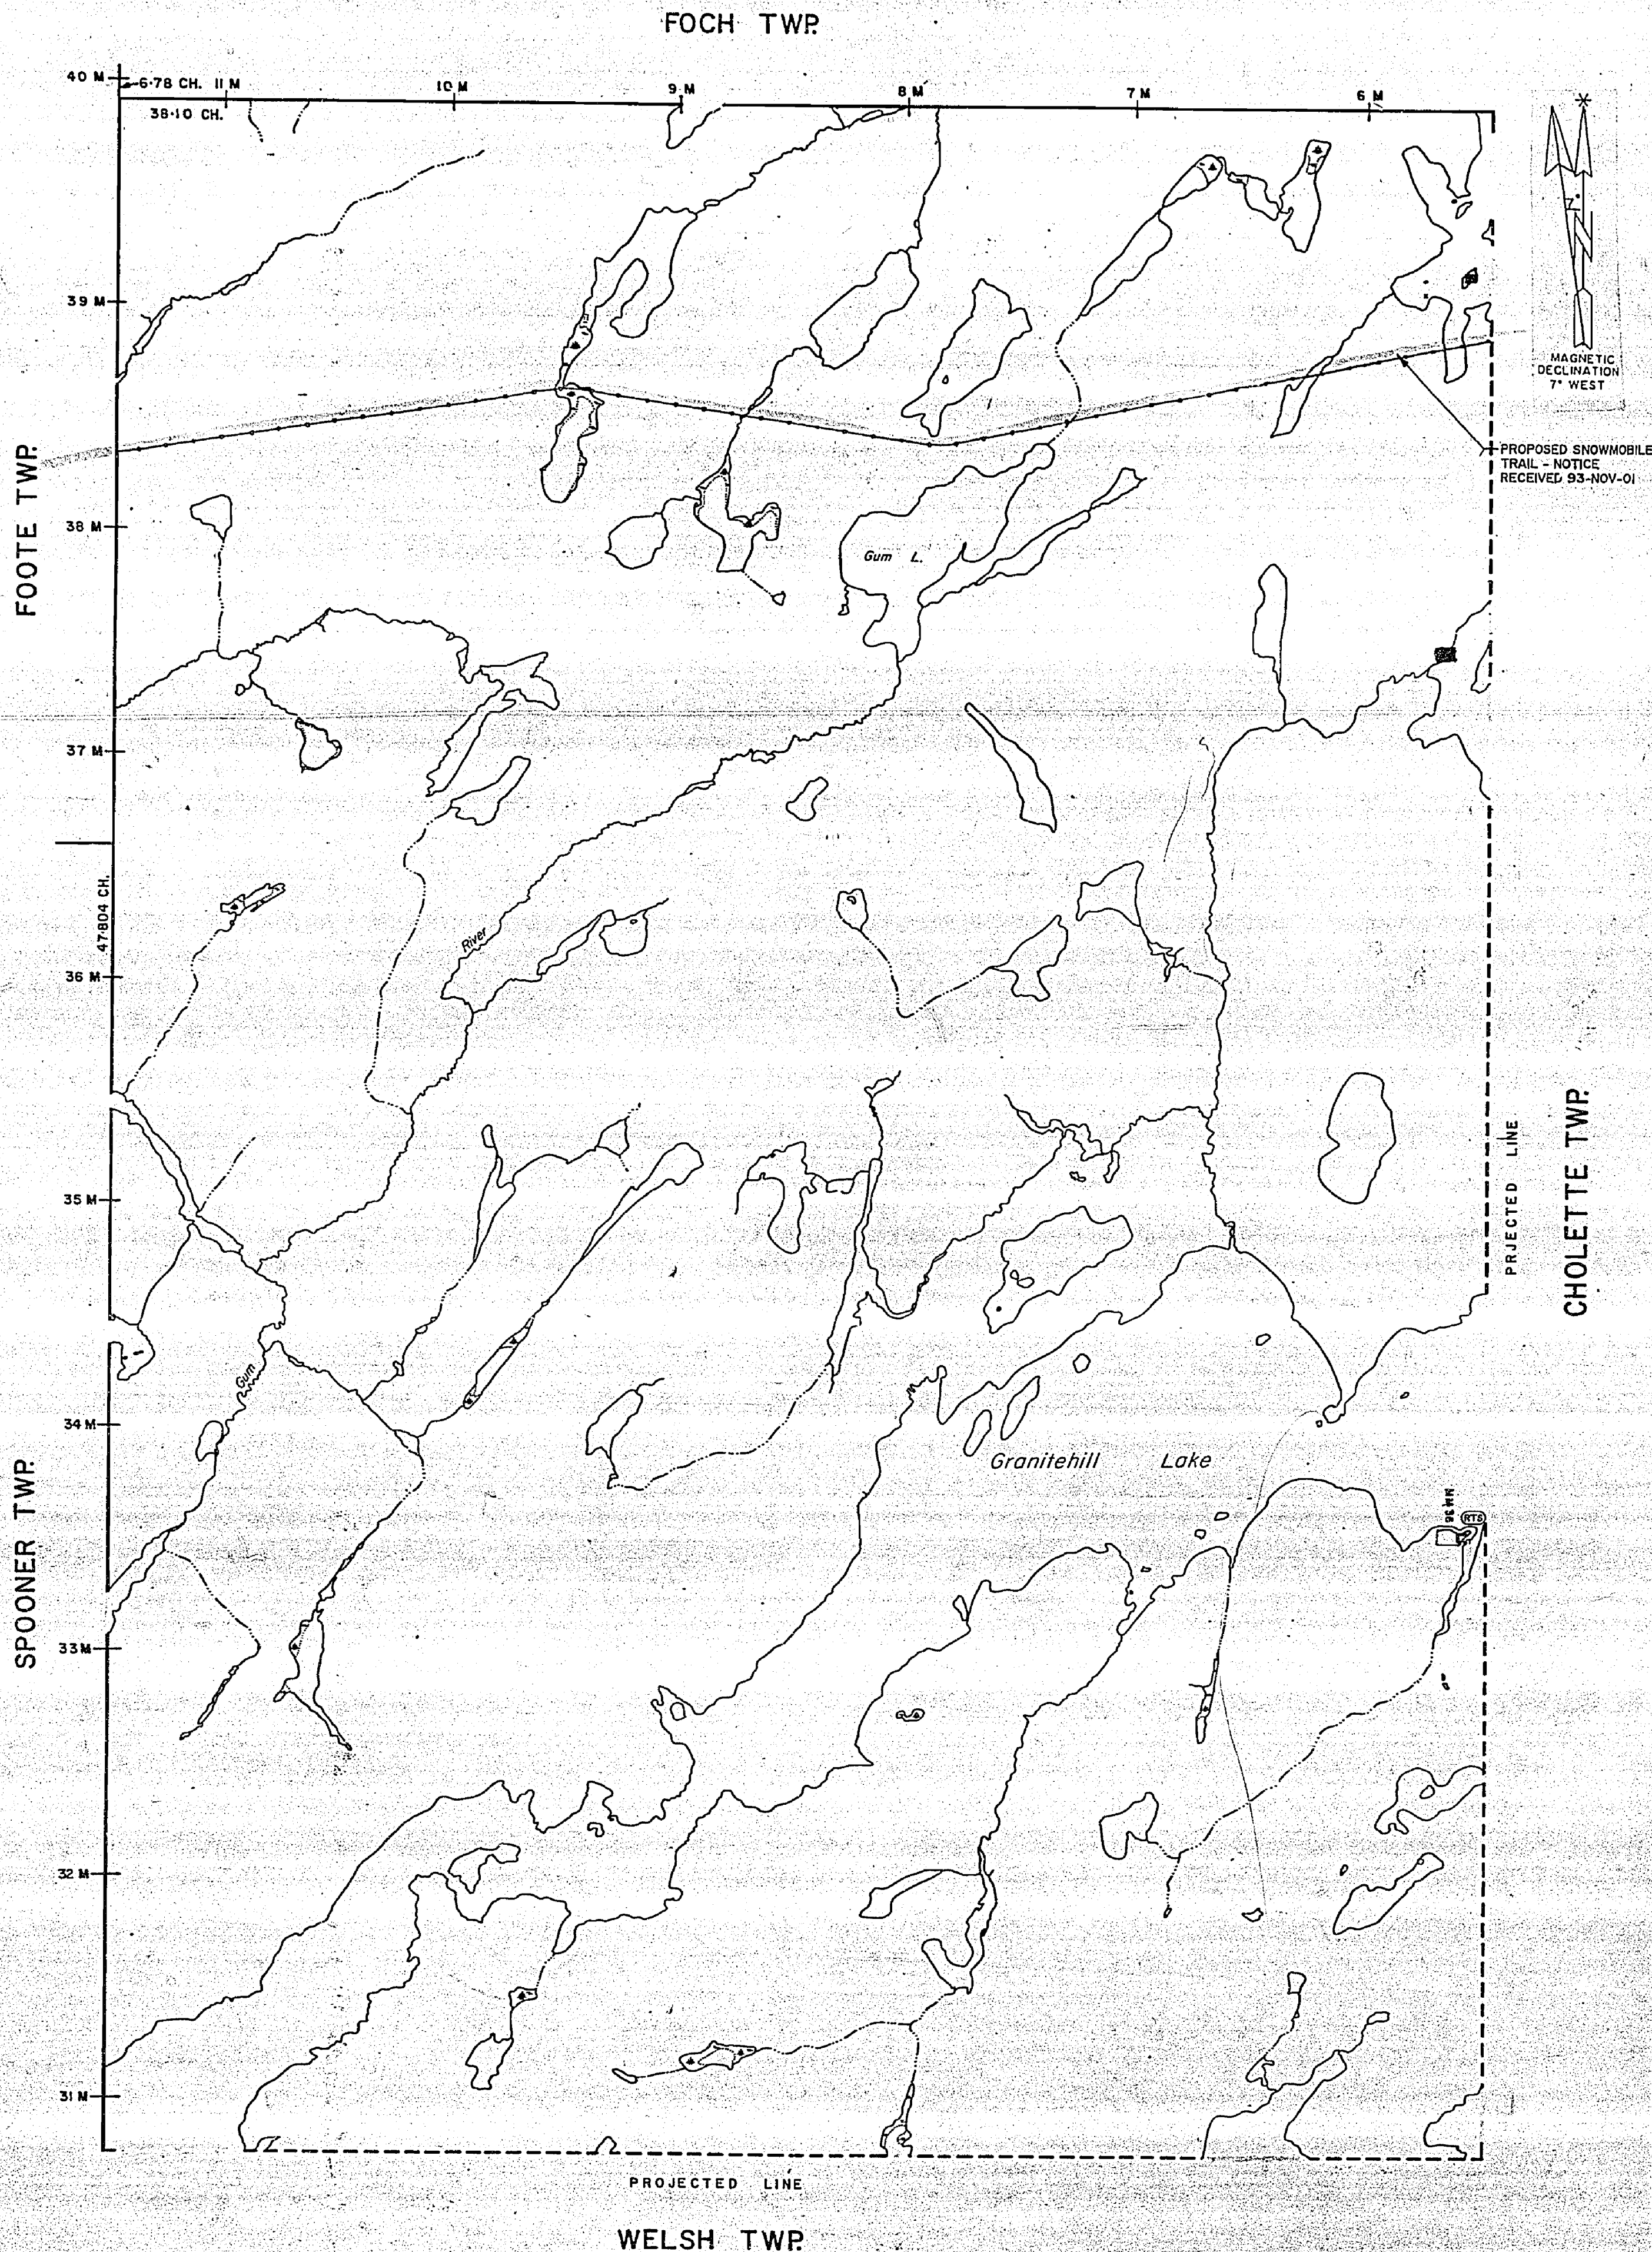 FOCH TWP.
40 M
6.78 CH. 11 M
10 M
9 M
8 M
7 M
6 M
38.10 CH.
7°
39 M
MAGNETIC
DECLINATION
7° WEST
PROPOSED SNOWMOBILE
TRAIL - NOTICE
RECEIVED 93-NOV-01
FOOTE TWP.
38 M
Gum L.
37 M
47.804 CH.
River
36 M
35 M
PRJECTED LINE
CHOLETTE TWP.
Gum
34 M
Granitehill Lake
SPOONER TWP.
RTS
33 M
32 M
31 M
PROJECTED LINE
WELSH TWP.